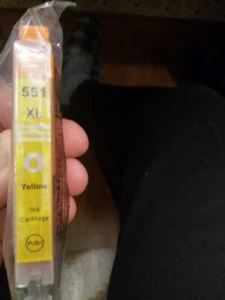 551
XL
Yellow
Ink
Cartridge
PUSH